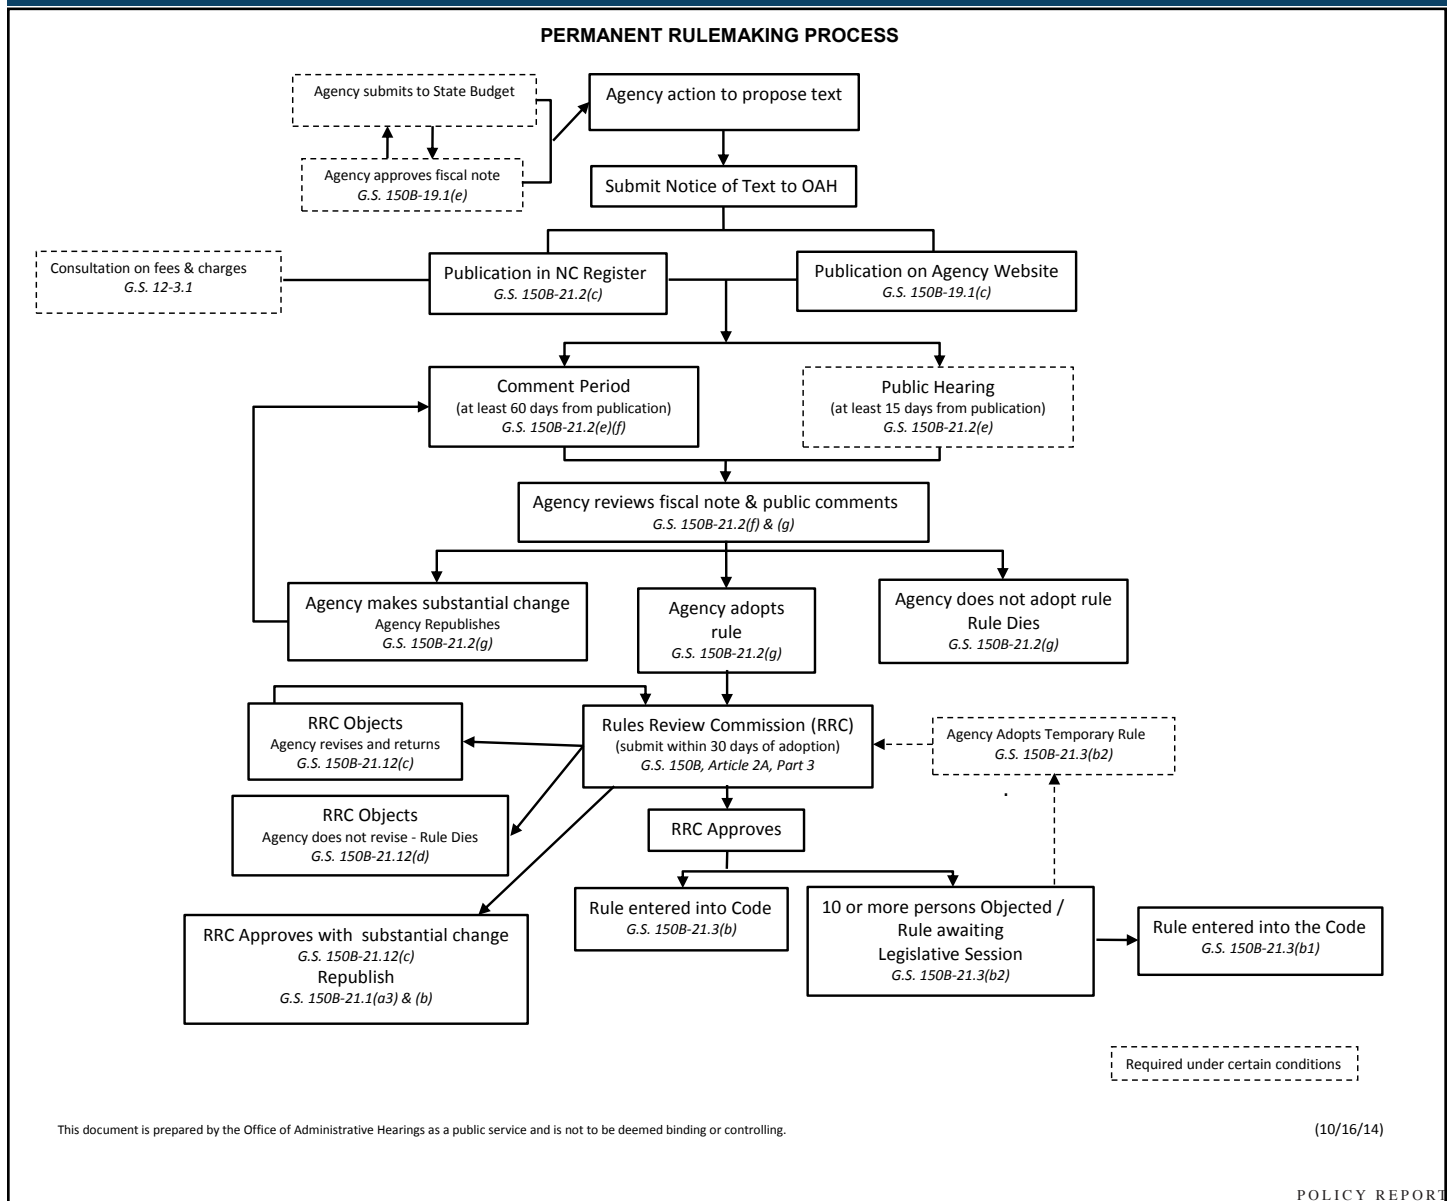 PERMANENT RULEMAKING PROCESS
Agency submits to State Budget
Agency action to propose text
Agency approves fiscal note
G.S. 150B-19.1(e)
Submit Notice of Text to OAH
Consultation on fees & charges
G.S. 12-3.1
Publication in NC Register
G.S. 150B-21.2(c)
Publication on Agency Website
G.S. 150B-19.1(c)
Comment Period
(at least 60 days from publication)
G.S. 150B-21.2(e)(f)
Public Hearing
(at least 15 days from publication)
G.S. 150B-21.2(e)
Agency reviews fiscal note & public comments
G.S. 150B-21.2(f) & (g)
Agency makes substantial change
Agency Republishes
G.S. 150B-21.2(g)
Agency adopts
rule
G.S. 150B-21.2(g)
Agency does not adopt rule
Rule Dies
G.S. 150B-21.2(g)
RRC Objects
Agency revises and returns
G.S. 150B-21.12(c)
Rules Review Commission (RRC)
(submit within 30 days of adoption)
G.S. 150B, Article 2A, Part 3
Agency Adopts Temporary Rule
G.S. 150B-21.3(b2)
.
RRC Objects
Agency does not revise - Rule Dies
G.S. 150B-21.12(d)
RRC Approves
RRC Approves with substantial change
G.S. 150B-21.12(c)
Republish
G.S. 150B-21.1(a3) & (b)
Rule entered into Code
G.S. 150B-21.3(b)
10 or more persons Objected /
Rule awaiting
Legislative Session
G.S. 150B-21.3(b2)
Rule entered into the Code
G.S. 150B-21.3(b1)
Required under certain conditions
This document is prepared by the Office of Administrative Hearings as a public service and is not to be deemed binding or controlling.
(10/16/14)
POLICY REPORT